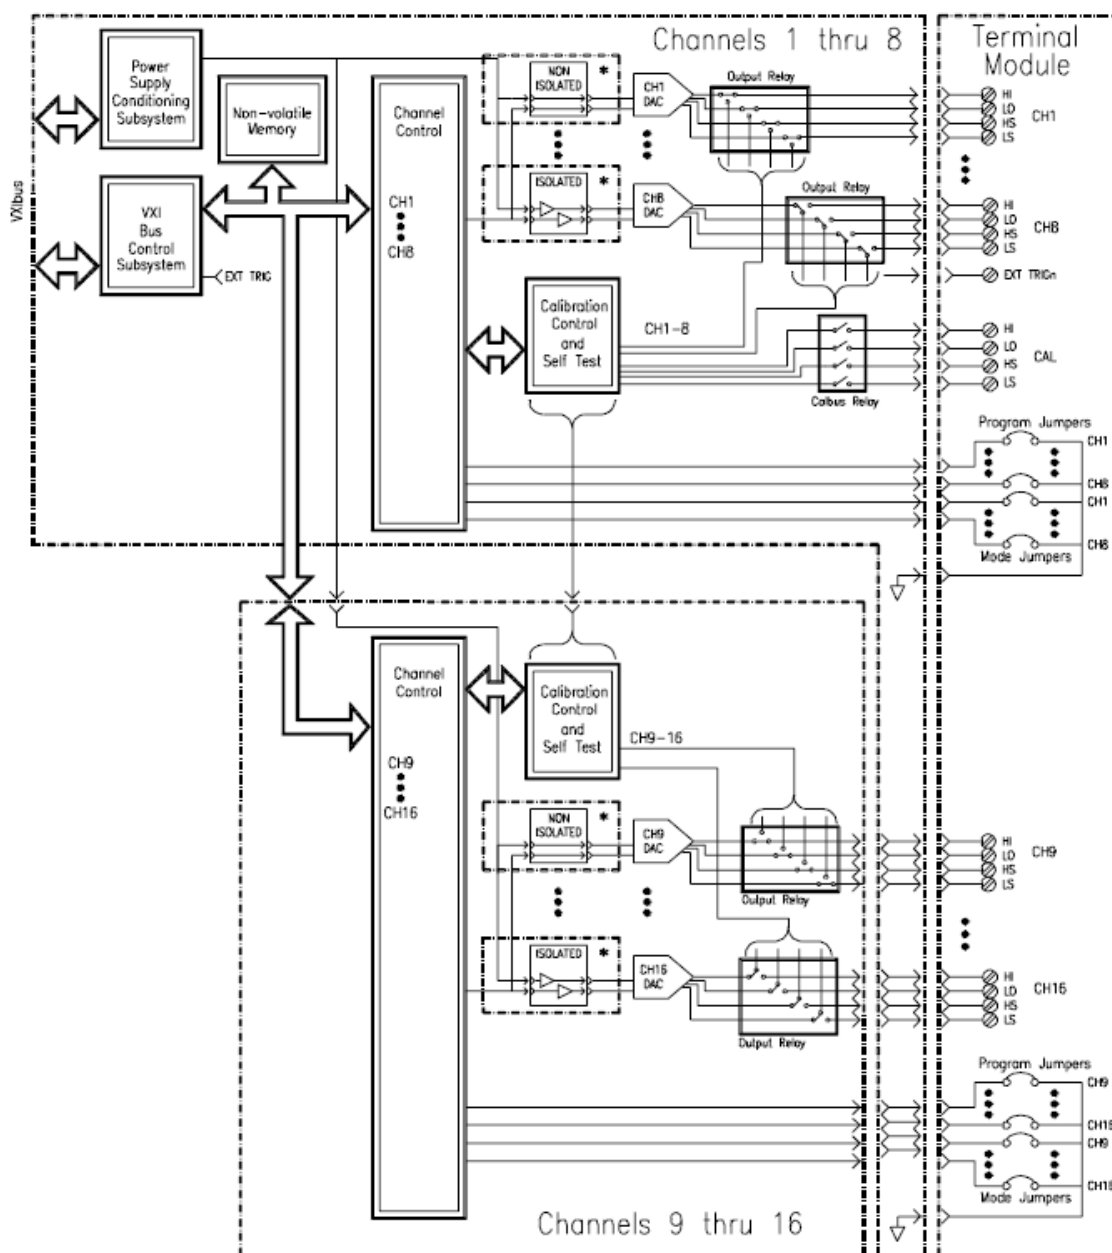 Channels 1 thru 8
Terminal
Module
Power
Supply
Conditioning
Subsystem
Non-volatile
Memory
VXIbus
VXI
Bus
Control
Subsystem
EXT TRIG
Channel
Control
CH1
CH8
NON
ISOLATED
*
CH1
DAC
Output Relay
HI
LO
HS
LS
CH1
ISOLATED
*
CH8
DAC
Output Relay
HI
LO
HS
LS
CH8
EXT TRIGn
Calibration
Control
and
Self Test
CH1-8
Calbus Relay
HI
LO
HS
LS
CAL
Program Jumpers
CH1
CH8
CH1
CH8
Mode Jumpers
Channel
Control
CH9
CH16
Calibration
Control
and
Self Test
CH9-16
NON
ISOLATED
*
CH9
DAC
Output Relay
HI
LO
HS
LS
CH9
ISOLATED
*
CH16
DAC
Output Relay
HI
LO
HS
LS
CH16
Program Jumpers
CH9
CH16
CH9
CH16
Mode Jumpers
Channels 9 thru 16